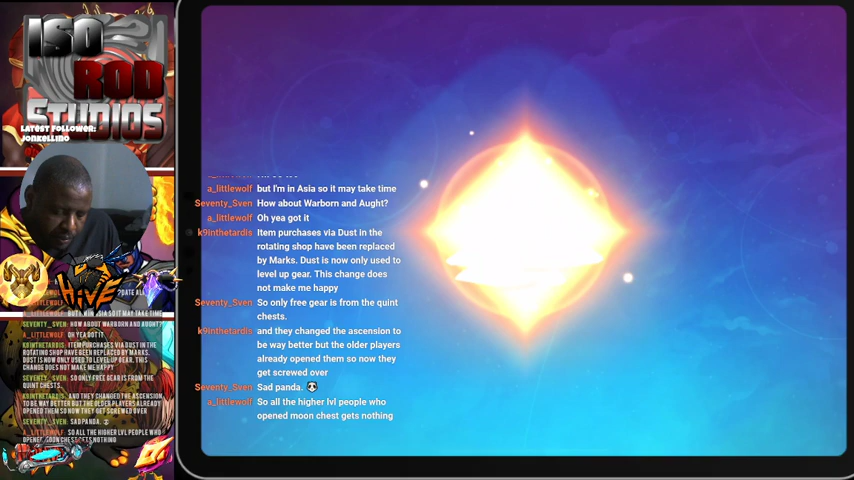 ISO
ROD
STUDIOS
LATEST FOLLOWER:
JONKELLINO
a_littlewolf but I'm in Asia so it may take time
Seventy_Sven How about Warborn and Aught?
a_littlewolf Oh yea got it
k9inthetardis Item purchases via Dust in the
rotating shop have been replaced
by Marks. Dust is now only used to
level up gear. This change does
not make me happy
Seventy_Sven So only free gear is from the quint
chests.
k9inthetardis and they changed the ascension to
be way better but the older players
already opened them so now they
get screwed over
Seventy_Sven Sad panda.
a_littlewolf So all the higher lvl people who
opened moon chest gets nothing
HIVE
SEVENTY_SVEN: HOW ABOUT WARBORN AND AUGHT?
A_LITTLEWOLF: OH YEA GOT IT
K9INTHETARDIS: ITEM PURCHASES VIA DUST IN THE
ROTATING SHOP HAVE BEEN REPLACED BY MARKS.
DUST IS NOW ONLY USED TO LEVEL UP GEAR. THIS
CHANGE DOES NOT MAKE ME HAPPY
SEVENTY_SVEN: SO ONLY FREE GEAR IS FROM THE
QUINT CHESTS.
K9INTHETARDIS: AND THEY CHANGED THE ASCENSION
TO BE WAY BETTER BUT THE OLDER PLAYERS ALREADY
OPENED THEM SO NOW THEY GET SCREWED OVER
SEVENTY_SVEN: SAD PANDA.
A_LITTLEWOLF: SO ALL THE HIGHER LVL PEOPLE WHO
OPENED MOON CHEST GETS NOTHING